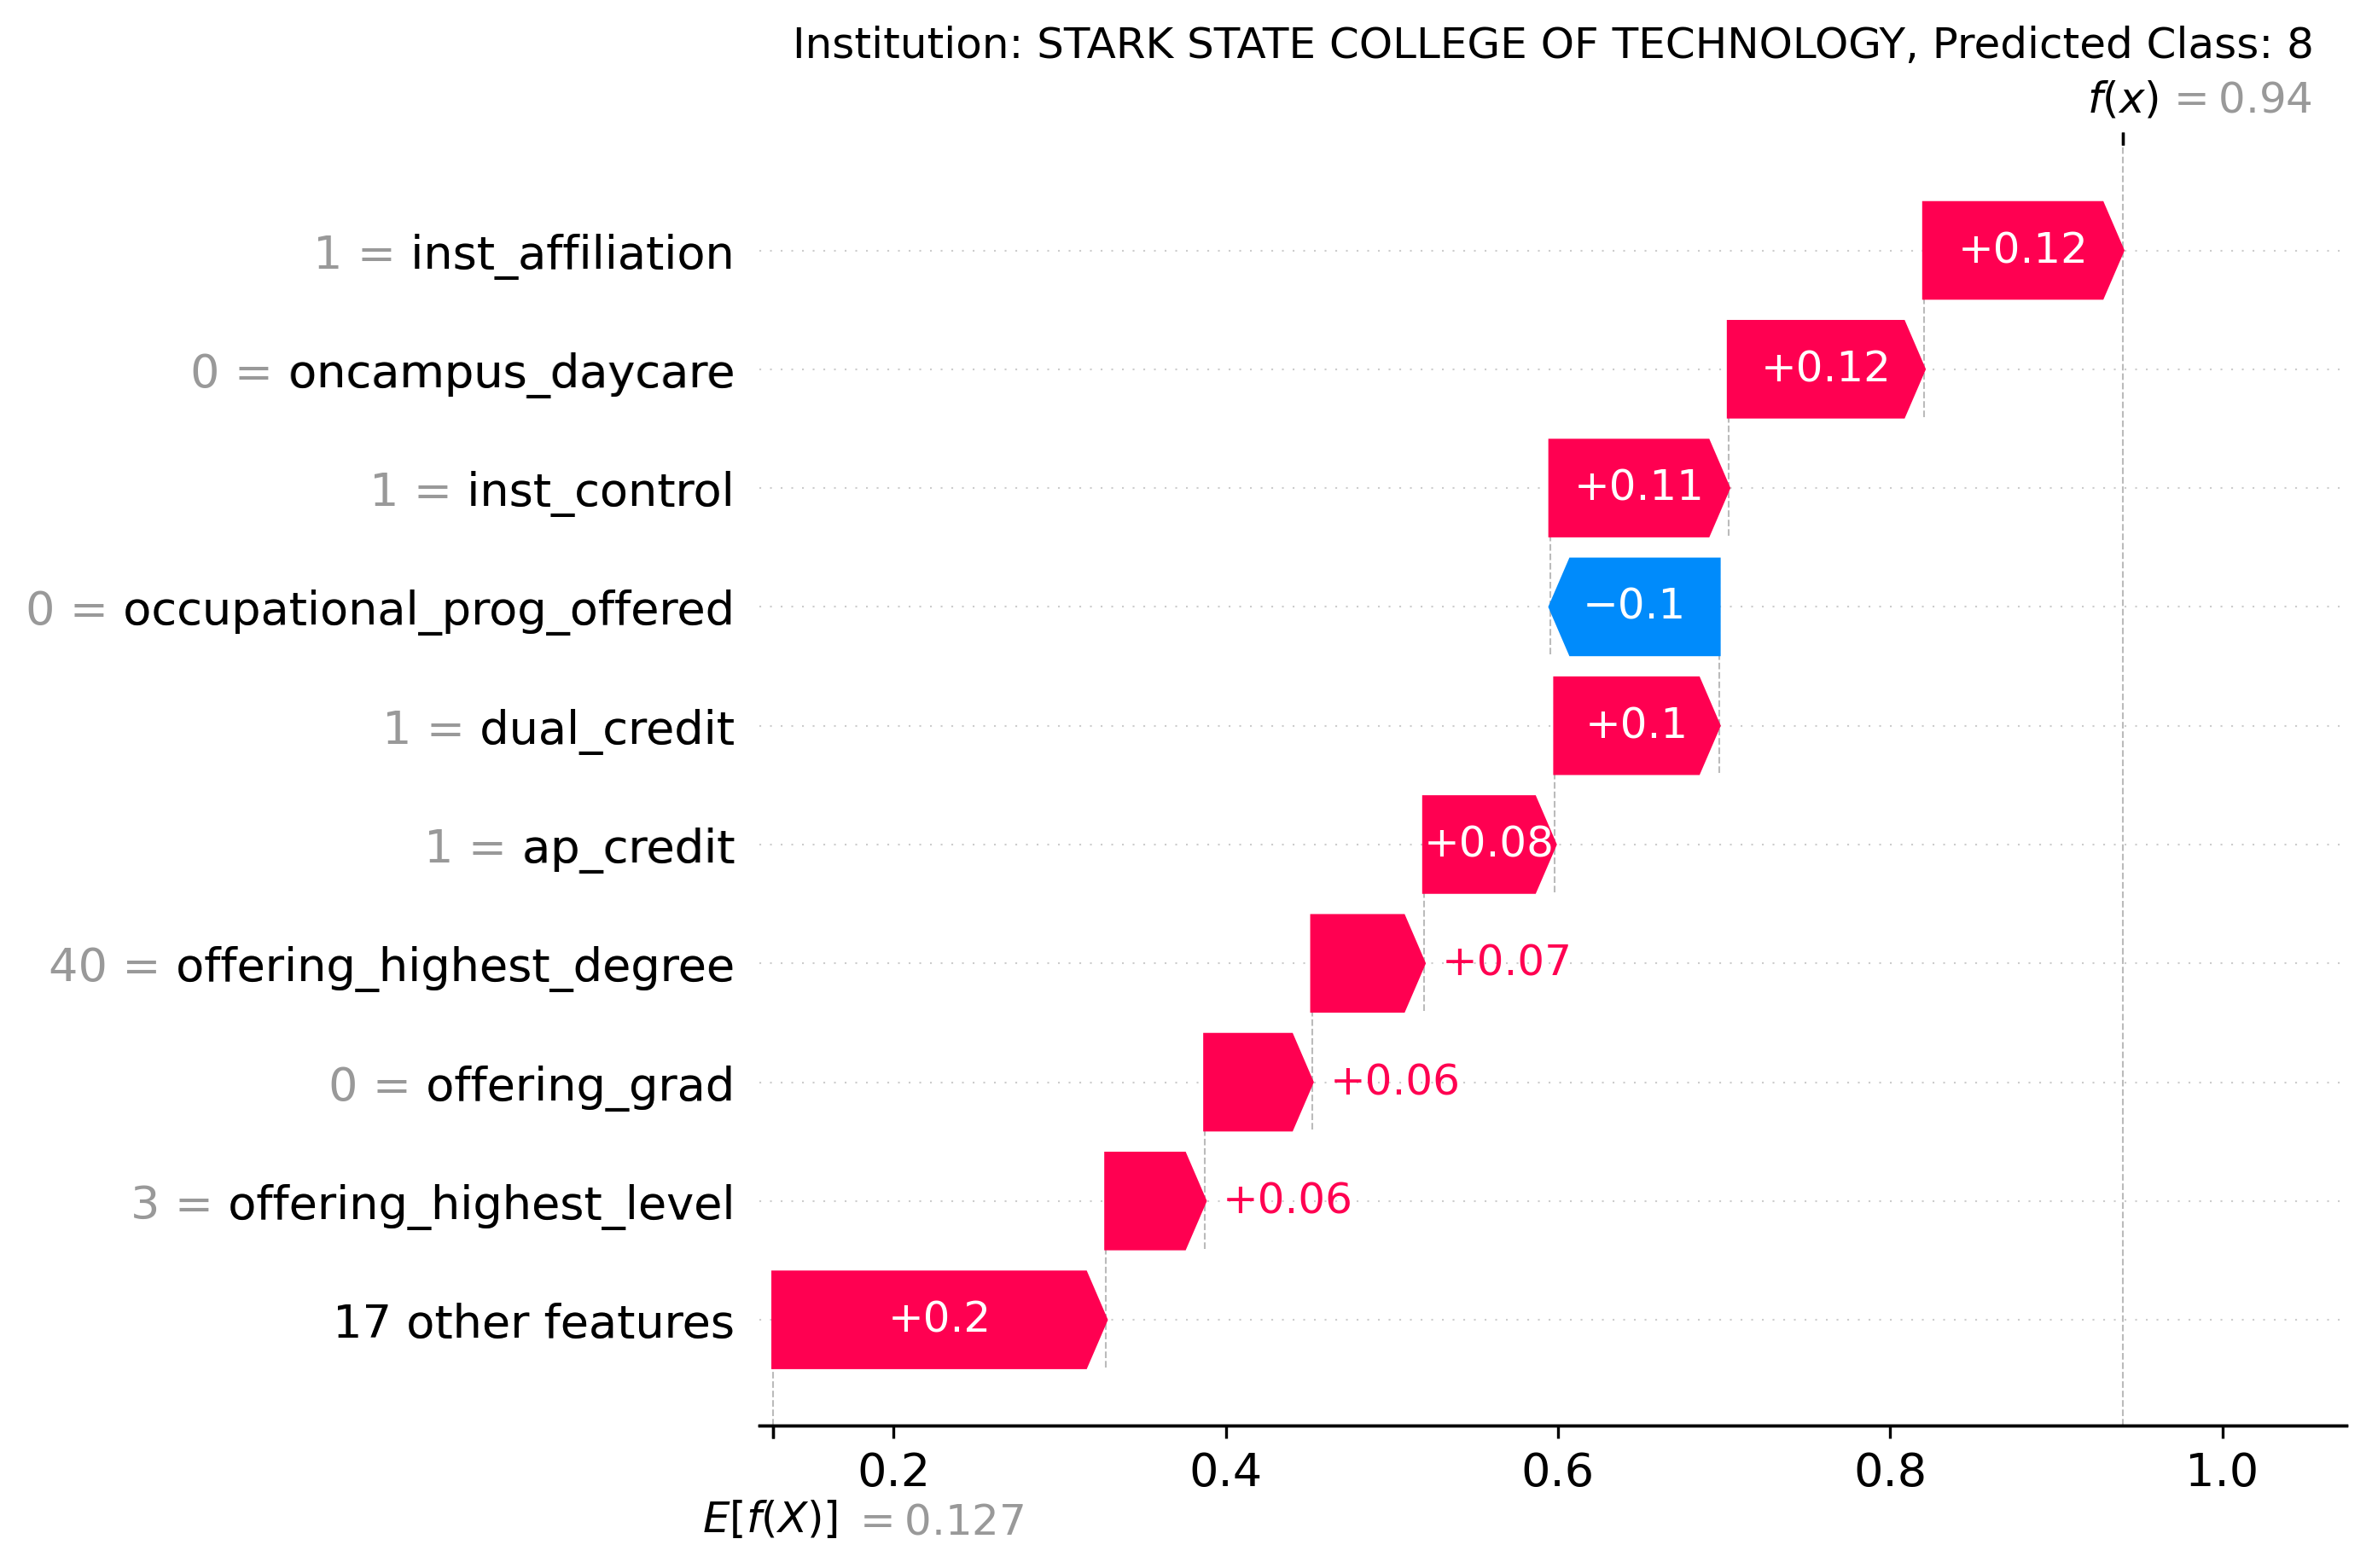 Institution: STARK STATE COLLEGE OF TECHNOLOGY, Predicted Class: 8
f(x) = 0.94
1 = inst_affiliation +0.12
0 = oncampus_daycare +0.12
1 = inst_control +0.11
0 = occupational_prog_offered −0.1
1 = dual_credit +0.1
1 = ap_credit +0.08
40 = offering_highest_degree +0.07
0 = offering_grad +0.06
3 = offering_highest_level +0.06
17 other features +0.2
0.2 0.4 0.6 0.8 1.0
E[f(X)] = 0.127